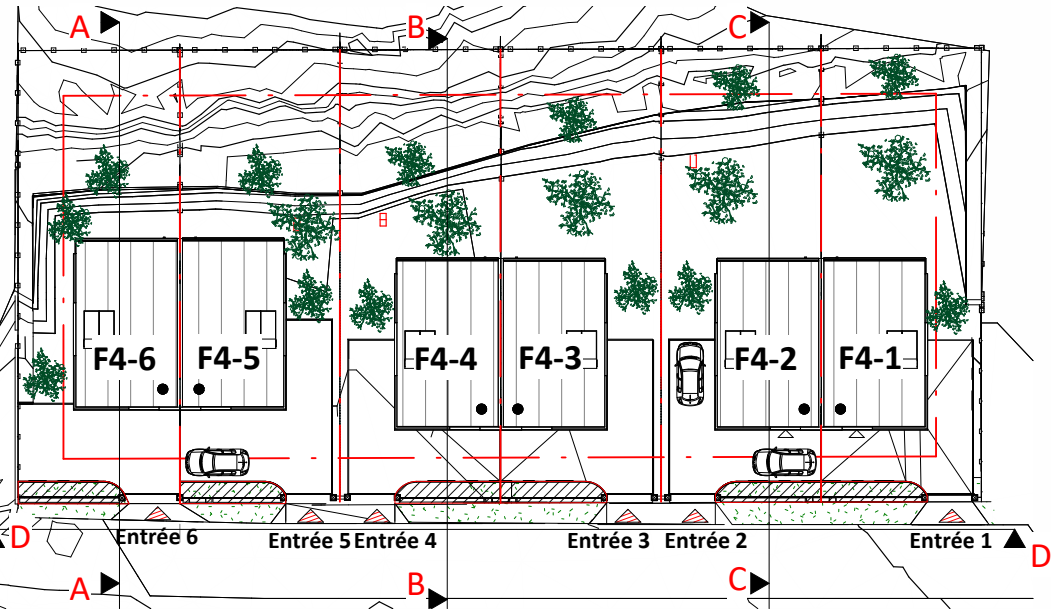 A
B
C
F4-6
F4-5
F4-4
F4-3
F4-2
F4-1
D
Entrée 6
Entrée 5
Entrée 4
Entrée 3
Entrée 2
Entrée 1
D
A
B
C